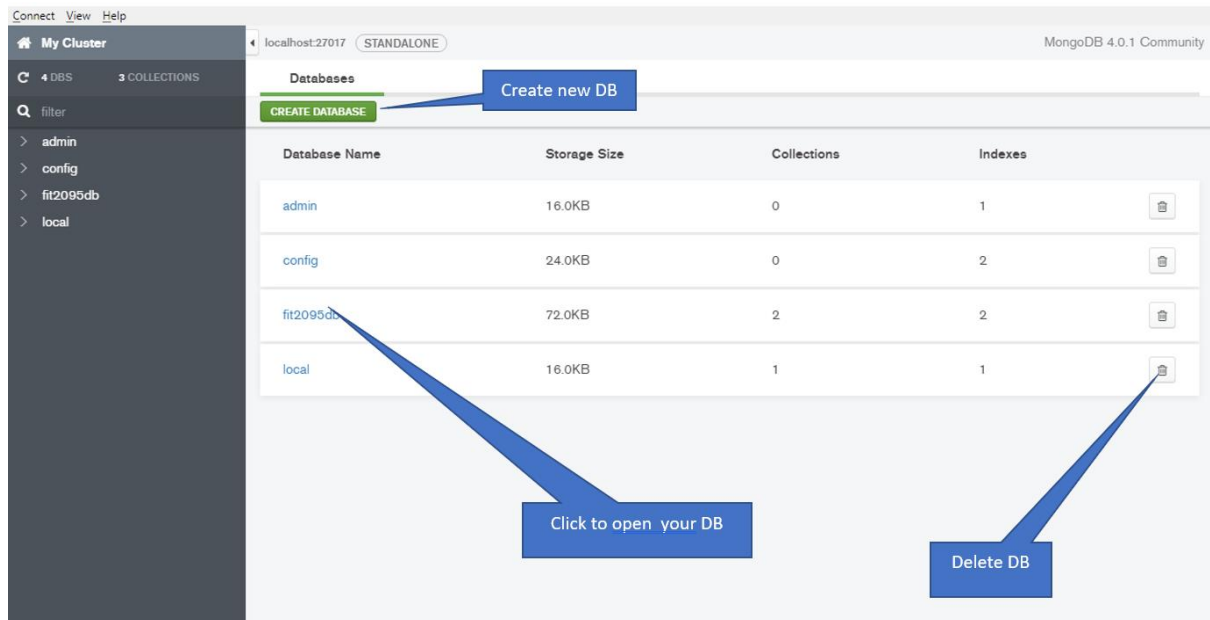 Connect View Help
My Cluster
localhost:27017 STANDALONE
MongoDB 4.0.1 Community
4 DBS 3 COLLECTIONS
filter
admin
config
fit2095db
local
Databases
Create new DB
CREATE DATABASE
Database Name Storage Size Collections Indexes
admin 16.0KB 0 1
config 24.0KB 0 2
fit2095db 72.0KB 2 2
local 16.0KB 1 1
Click to open your DB
Delete DB